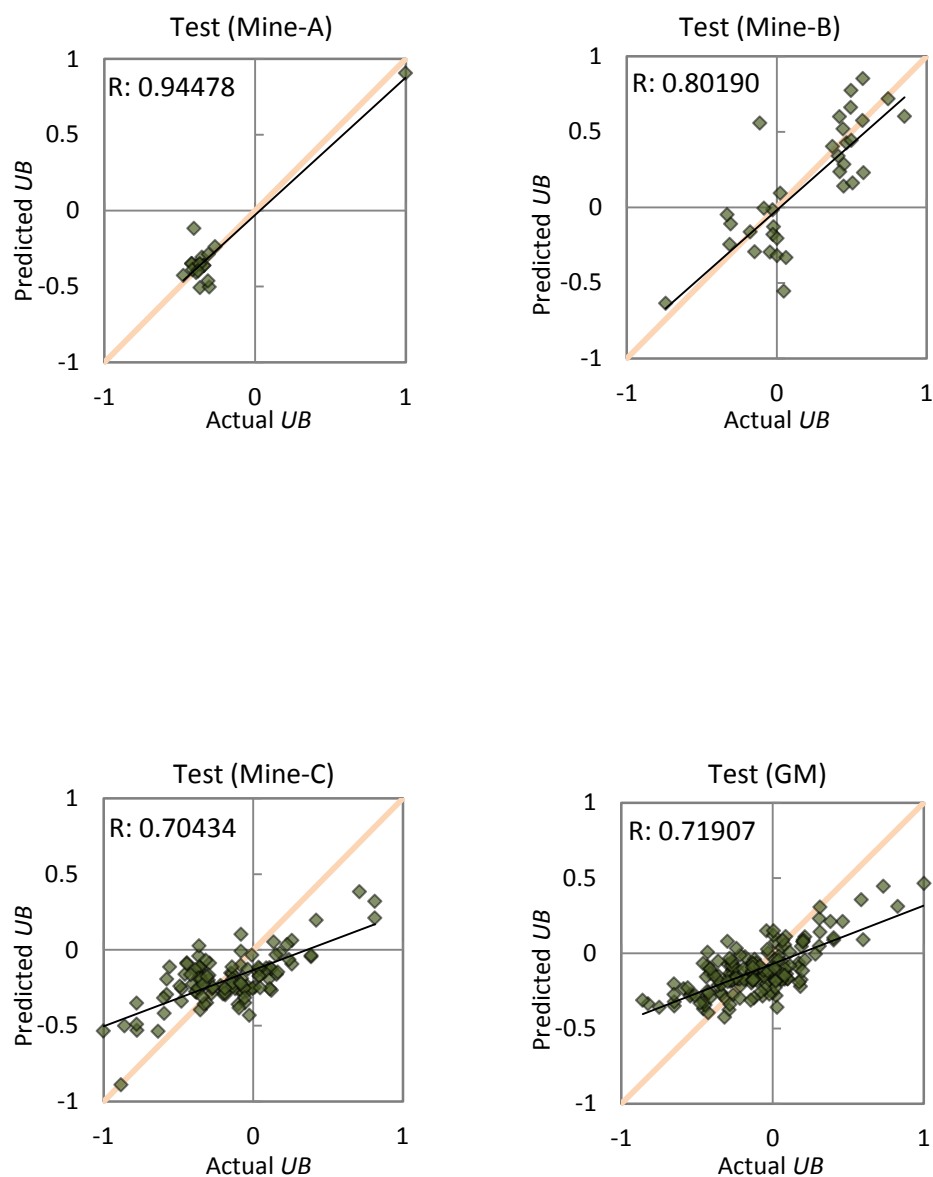 Test (Mine-A)
1
R: 0.94478
0.5
0
-0.5
-1
Predicted UB
-1
0
1
Actual UB
Test (Mine-B)
1
R: 0.80190
0.5
0
-0.5
-1
Predicted UB
-1
0
1
Actual UB
Test (Mine-C)
1
R: 0.70434
0.5
0
-0.5
-1
Predicted UB
-1
0
1
Actual UB
Test (GM)
1
R: 0.71907
0.5
0
-0.5
-1
Predicted UB
-1
0
1
Actual UB